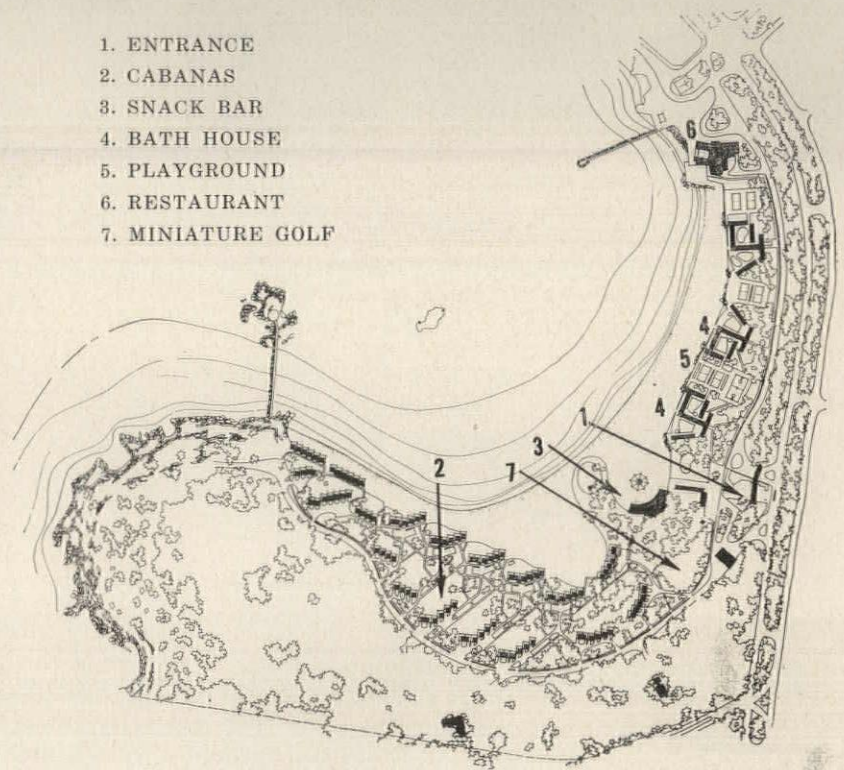 1. ENTRANCE
2. CABANAS
3. SNACK BAR
4. BATH HOUSE
5. PLAYGROUND
6. RESTAURANT
7. MINIATURE GOLF
6
4
5
4
1
3
2
7